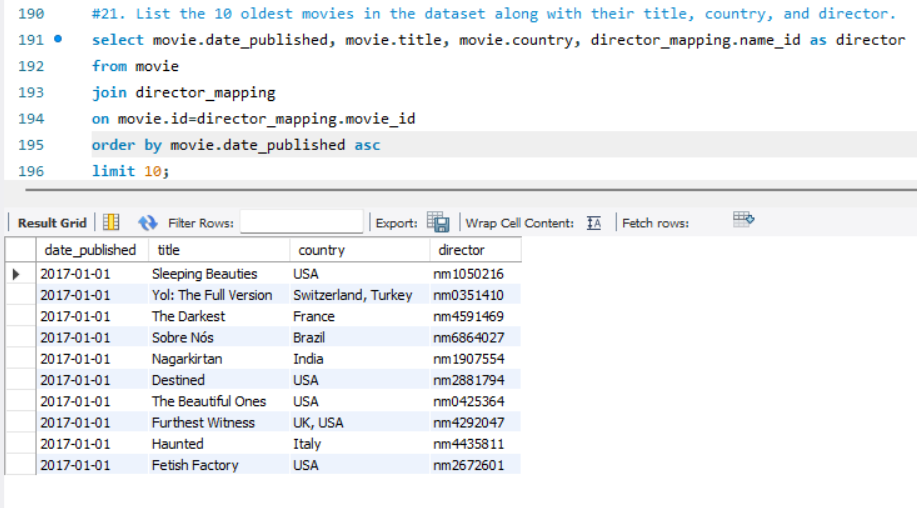 190 #21. List the 10 oldest movies in the dataset along with their title, country, and director.
191 select movie.date_published, movie.title, movie.country, director_mapping.name_id as director
192 from movie
193 join director_mapping
194 on movie.id=director_mapping.movie_id
195 order by movie.date_published asc
196 limit 10;
Result Grid Filter Rows: Export: Wrap Cell Content: IA Fetch rows:
date_published title country director
2017-01-01 Sleeping Beauties USA nm1050216
2017-01-01 Yol: The Full Version Switzerland, Turkey nm0351410
2017-01-01 The Darkest France nm4591469
2017-01-01 Sobre Nós Brazil nm6864027
2017-01-01 Nagarkirtan India nm1907554
2017-01-01 Destined USA nm2881794
2017-01-01 The Beautiful Ones USA nm0425364
2017-01-01 Furthest Witness UK, USA nm4292047
2017-01-01 Haunted Italy nm4435811
2017-01-01 Fetish Factory USA nm2672601